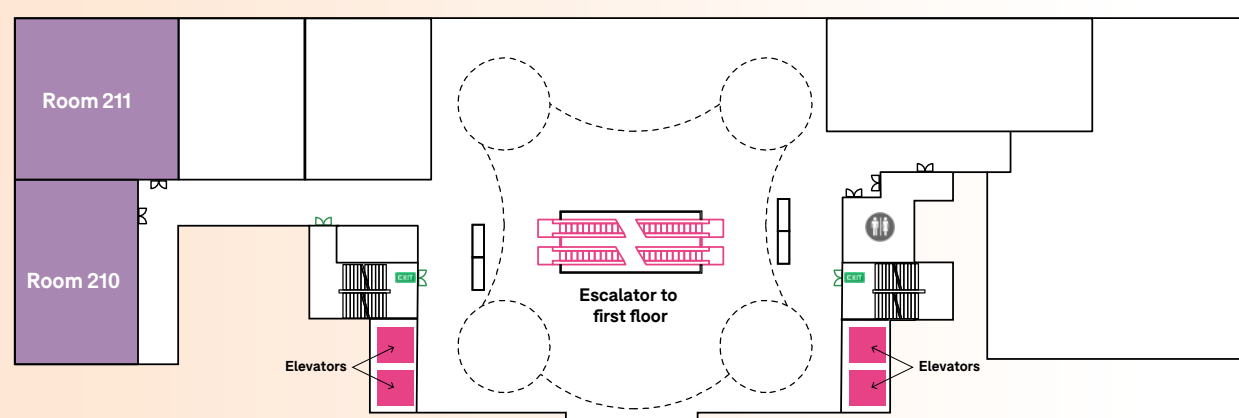 Room 211
Room 210
EXIT
EXIT
Escalator to
first floor
Elevators
Elevators